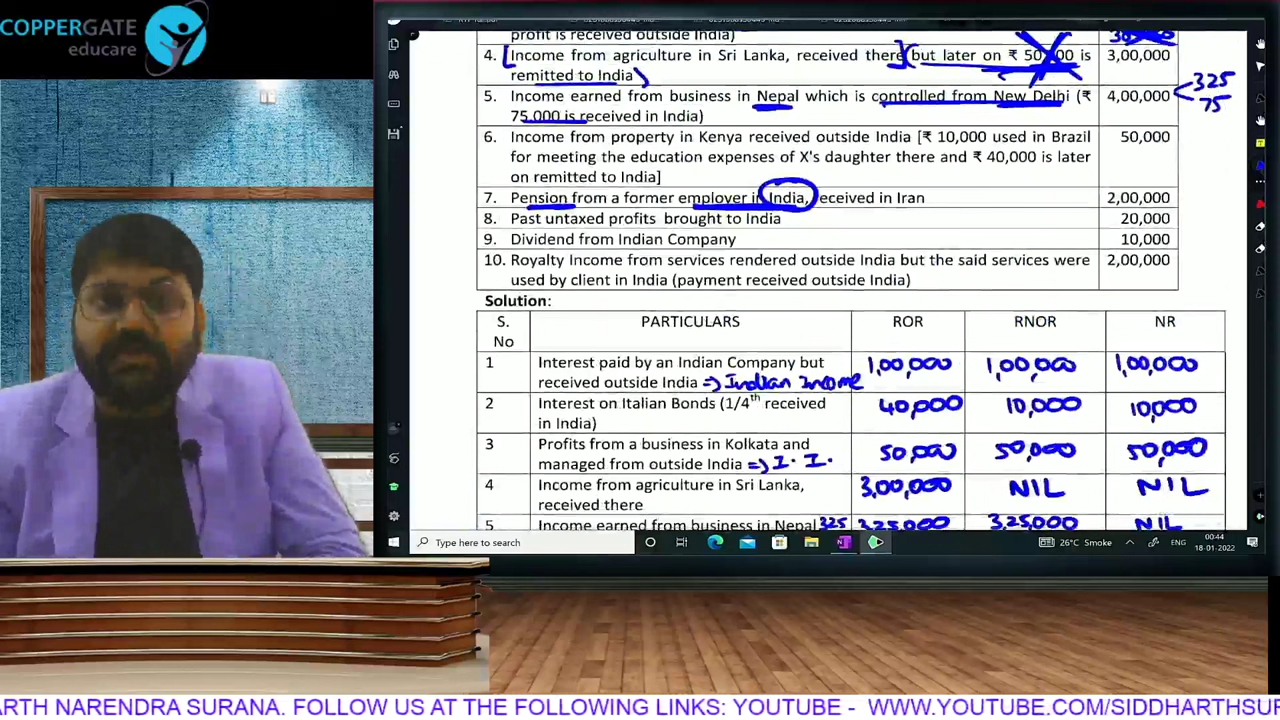 COPPERGATE
educare
profit is received outside India)
4. Income from agriculture in Sri Lanka, received there (but later on ₹ 50,000 is 3,00,000
remitted to India)
5. Income earned from business in Nepal which is controlled from New Delhi (₹ 4,00,000 325
75,000 is received in India) 75
6. Income from property in Kenya received outside India [₹ 10,000 used in Brazil 50,000
for meeting the education expenses of X's daughter there and ₹ 40,000 is later
on remitted to India]
7. Pension from a former employer in India, received in Iran 2,00,000
8. Past untaxed profits brought to India 20,000
9. Dividend from Indian Company 10,000
10. Royalty Income from services rendered outside India but the said services were 2,00,000
used by client in India (payment received outside India)
Solution:
S. No PARTICULARS ROR RNOR NR
1 Interest paid by an Indian Company but 1,00,000 1,00,000 1,00,000
received outside India => Indian Income
2 Interest on Italian Bonds (1/4th received 40,000 10,000 10,000
in India)
3 Profits from a business in Kolkata and 50,000 50,000 50,000
managed from outside India => I. I.
4 Income from agriculture in Sri Lanka, 3,00,000 NIL NIL
received there
5 Income earned from business in Nepal 325 3,25,000 3,25,000 NIL
Type here to search
26°C Smoke ENG 00:44
18-01-2022
ARTH NARENDRA SURANA. FOLLOW US AT THE FOLLOWING LINKS: YOUTUBE - WWW.YOUTUBE.COM/SIDDHARTHSUR